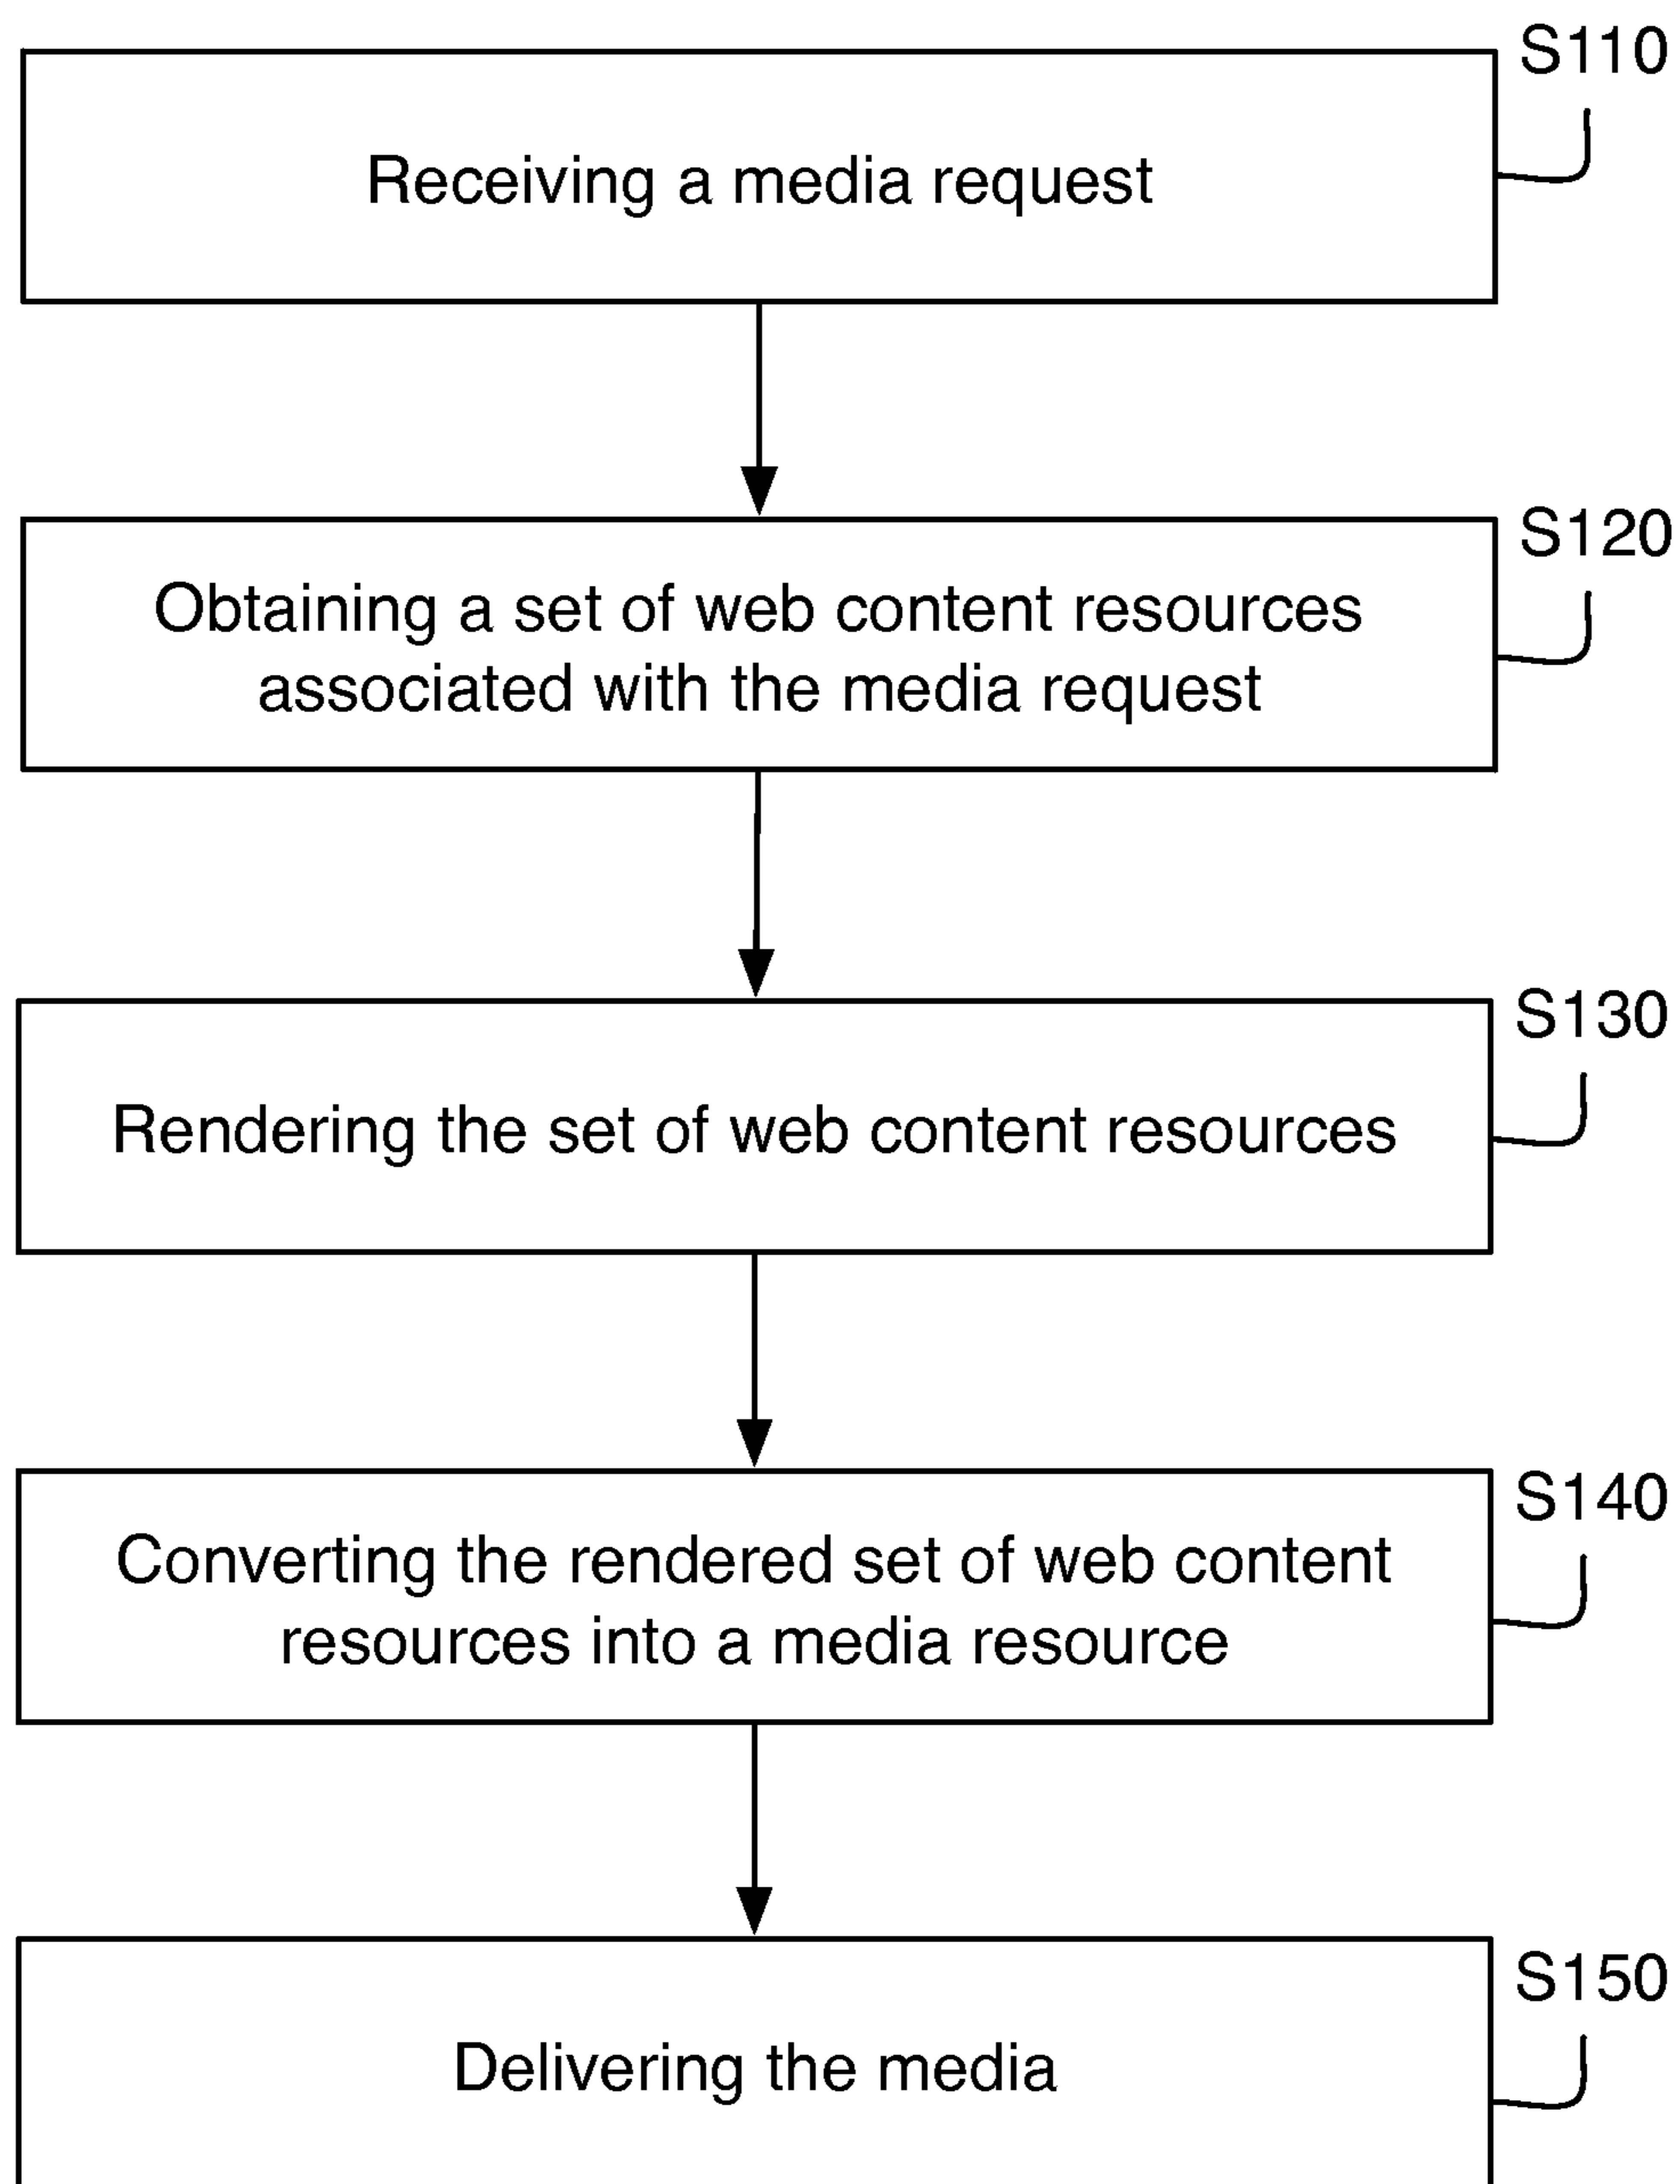 S110
Receiving a media request
S120
Obtaining a set of web content resources
associated with the media request
S130
Rendering the set of web content resources
S140
Converting the rendered set of web content
resources into a media resource
S150
Delivering the media